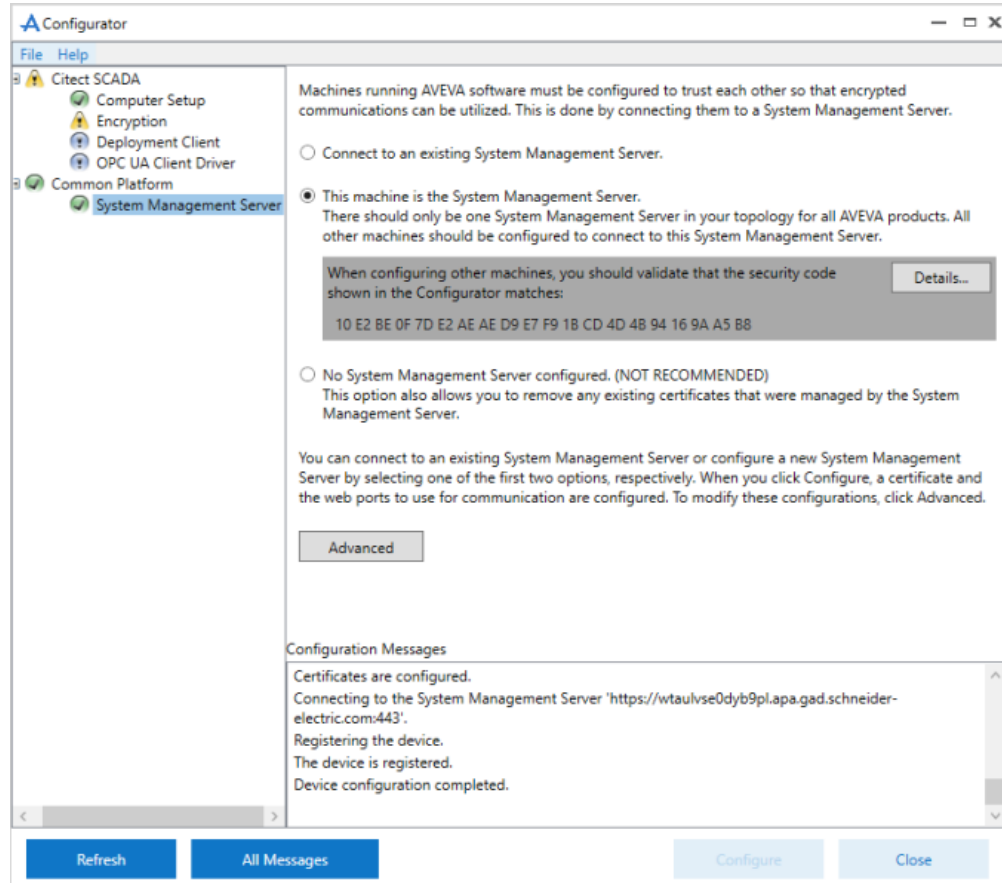 Configurator
File Help
Citect SCADA
Computer Setup
Encryption
Deployment Client
OPC UA Client Driver
Common Platform
System Management Server
Machines running AVEVA software must be configured to trust each other so that encrypted
communications can be utilized. This is done by connecting them to a System Management Server.
Connect to an existing System Management Server.
This machine is the System Management Server.
There should only be one System Management Server in your topology for all AVEVA products. All
other machines should be configured to connect to this System Management Server.
When configuring other machines, you should validate that the security code
shown in the Configurator matches:
Details...
10 E2 BE 0F 7D E2 AE AE D9 E7 F9 1B CD 4D 4B 94 16 9A A5 B8
No System Management Server configured. (NOT RECOMMENDED)
This option also allows you to remove any existing certificates that were managed by the System
Management Server.
You can connect to an existing System Management Server or configure a new System Management
Server by selecting one of the first two options, respectively. When you click Configure, a certificate and
the web ports to use for communication are configured. To modify these configurations, click Advanced.
Advanced
Configuration Messages
Certificates are configured.
Connecting to the System Management Server 'https://wtaulvse0dyb9pl.apa.gad.schneider-
electric.com:443'.
Registering the device.
The device is registered.
Device configuration completed.
Refresh All Messages Configure Close